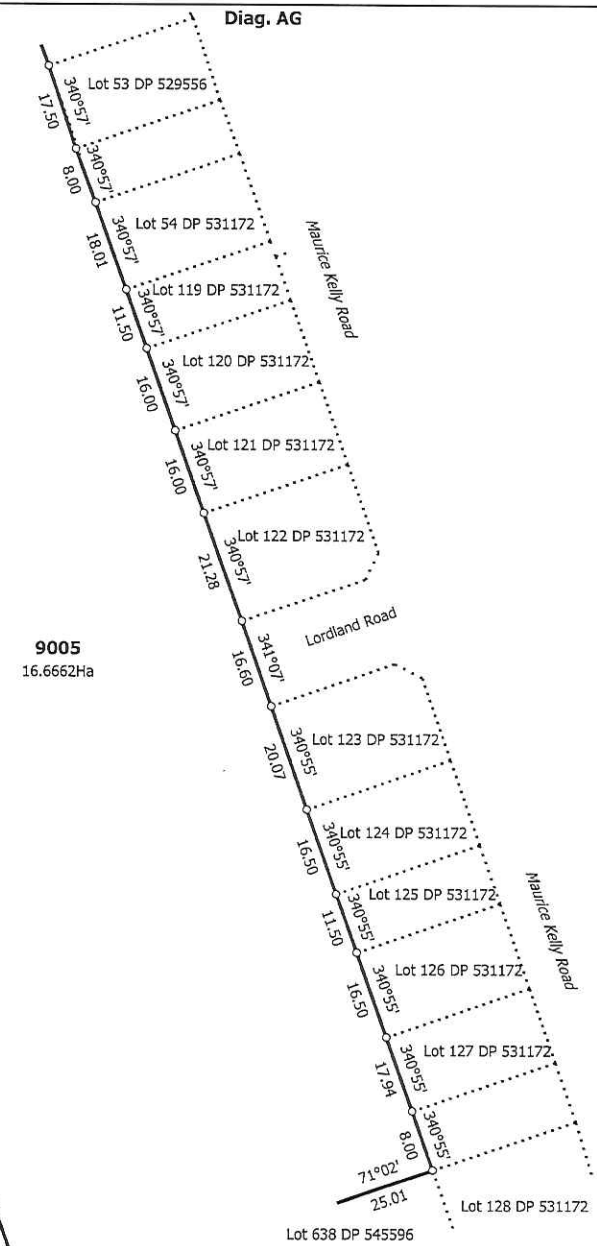 Diag. AG
Lot 53 DP 529556
340°57'
17.50
340°57'
8.00
Lot 54 DP 531172
340°57'
18.01
Maurice Kelly Road
Lot 119 DP 531172
340°57'
11.50
Lot 120 DP 531172
340°57'
16.00
Lot 121 DP 531172
340°57'
16.00
Lot 122 DP 531172
340°57'
21.28
Lordland Road
9005
16.6662Ha
341°07'
16.60
Lot 123 DP 531172
340°55'
20.07
Lot 124 DP 531172
340°55'
16.50
Lot 125 DP 531172
340°55'
11.50
Maurice Kelly Road
Lot 126 DP 531172
340°55'
16.50
Lot 127 DP 531172
340°55'
17.94
340°55'
8.00
71°02'
25.01
Lot 128 DP 531172
Lot 638 DP 545596